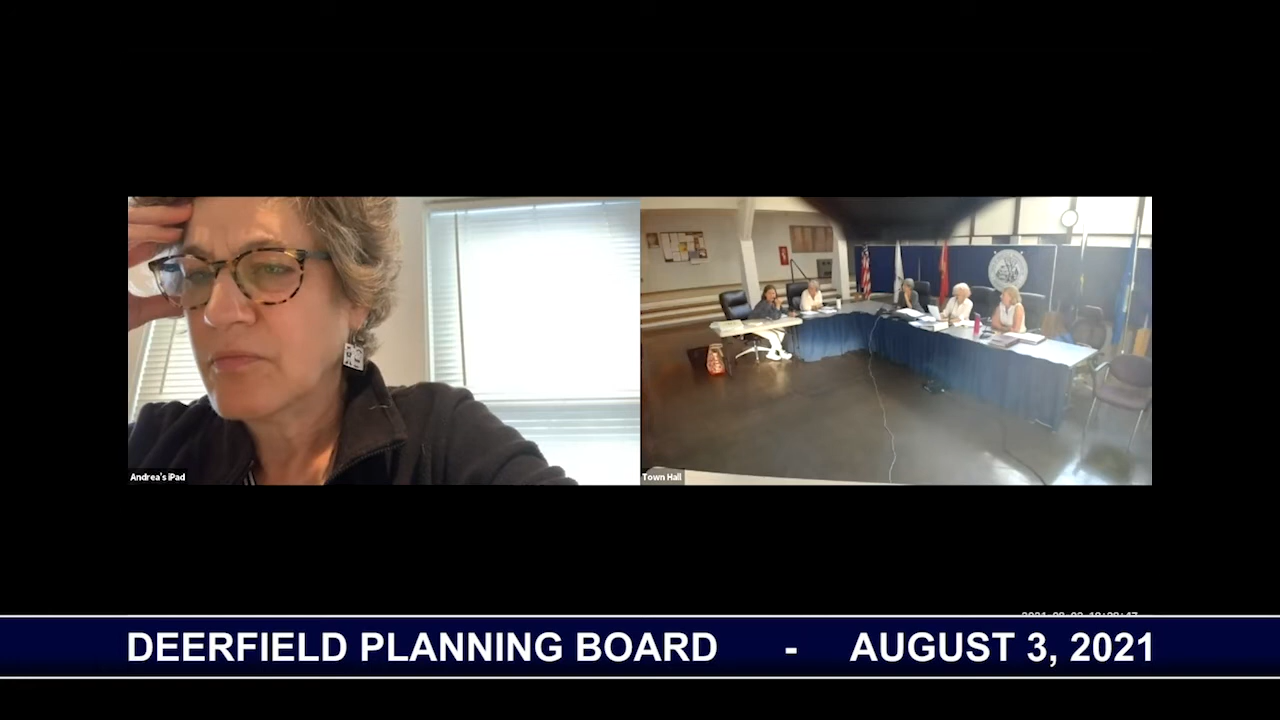 Andrea's iPad
Town Hall
DEERFIELD PLANNING BOARD - AUGUST 3, 2021